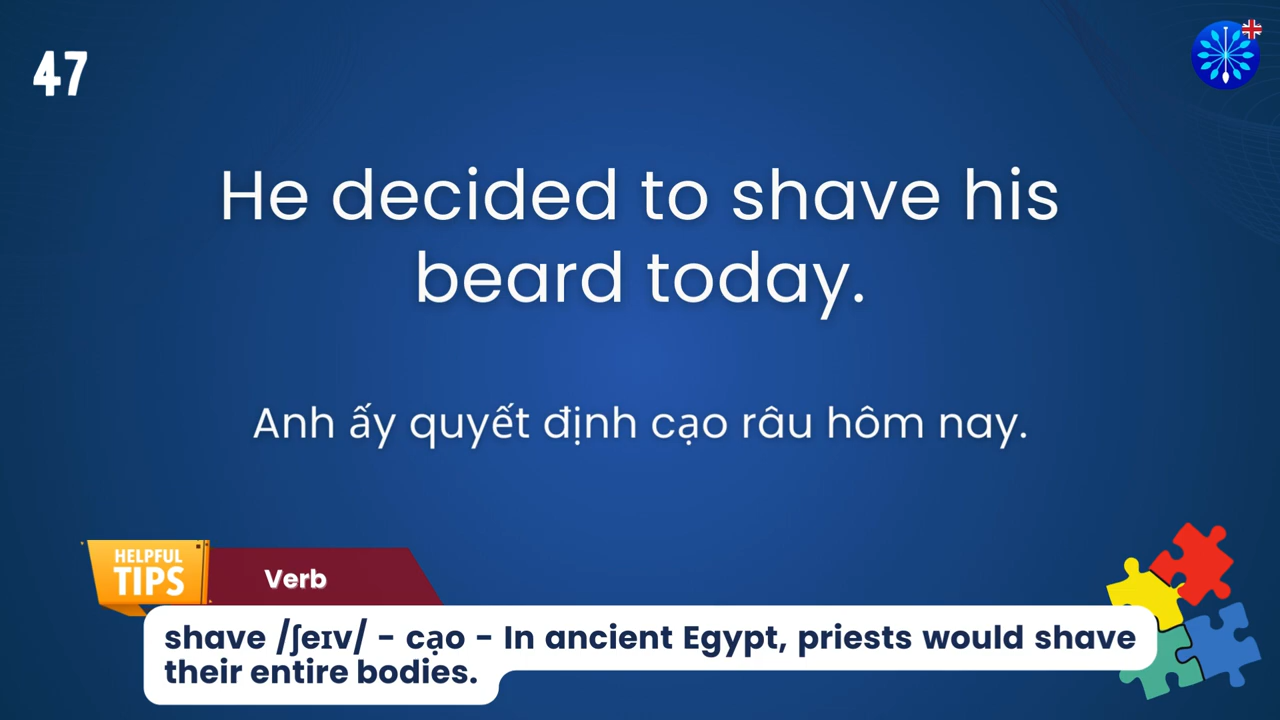 47
He decided to shave his
beard today.
Anh ấy quyết định cạo râu hôm nay.
HELPFUL
TIPS
Verb
shave /ʃeɪv/ - cạo - In ancient Egypt, priests would shave
their entire bodies.